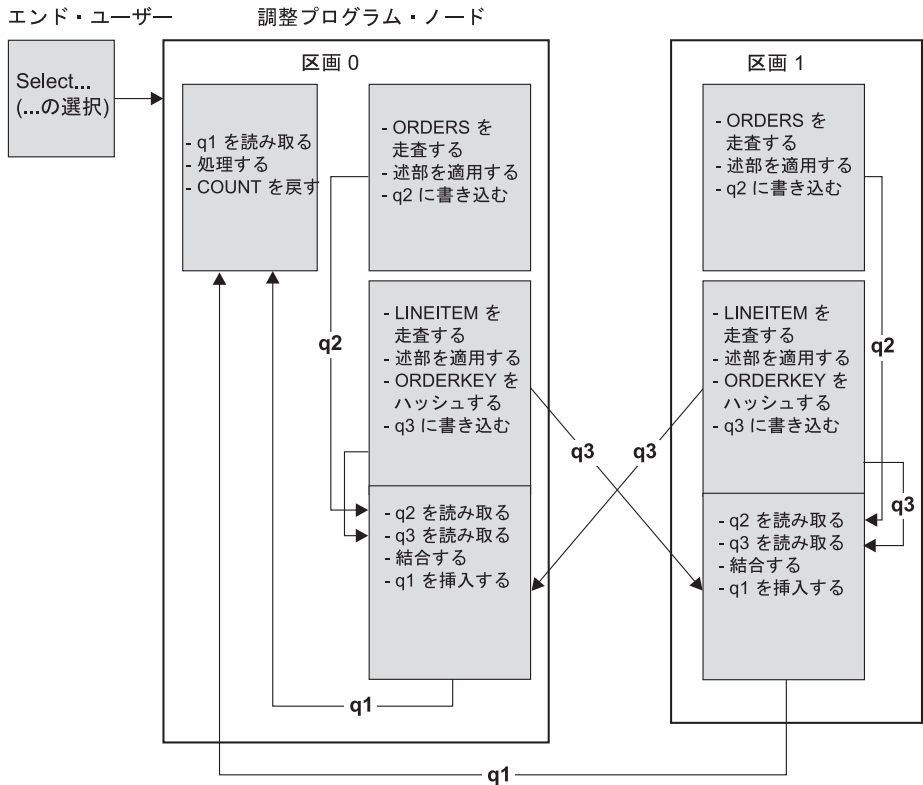 エンド・ユーザー
調整プログラム・ノード
Select...
(...の選択)
区画 0
- q1 を読み取る
- 処理する
- COUNT を戻す
- ORDERS を
走査する
- 述部を適用する
- q2 に書き込む
q2
- LINEITEM を
走査する
- 述部を適用する
- ORDERKEY を
ハッシュする
- q3 に書き込む
- q2 を読み取る
- q3 を読み取る
- 結合する
- q1 を挿入する
q1
q3
q3
区画 1
- ORDERS を
走査する
- 述部を適用する
- q2 に書き込む
q2
- LINEITEM を
走査する
- 述部を適用する
- ORDERKEY を
ハッシュする
- q3 に書き込む
q3
- q2 を読み取る
- q3 を読み取る
- 結合する
- q1 を挿入する
q1